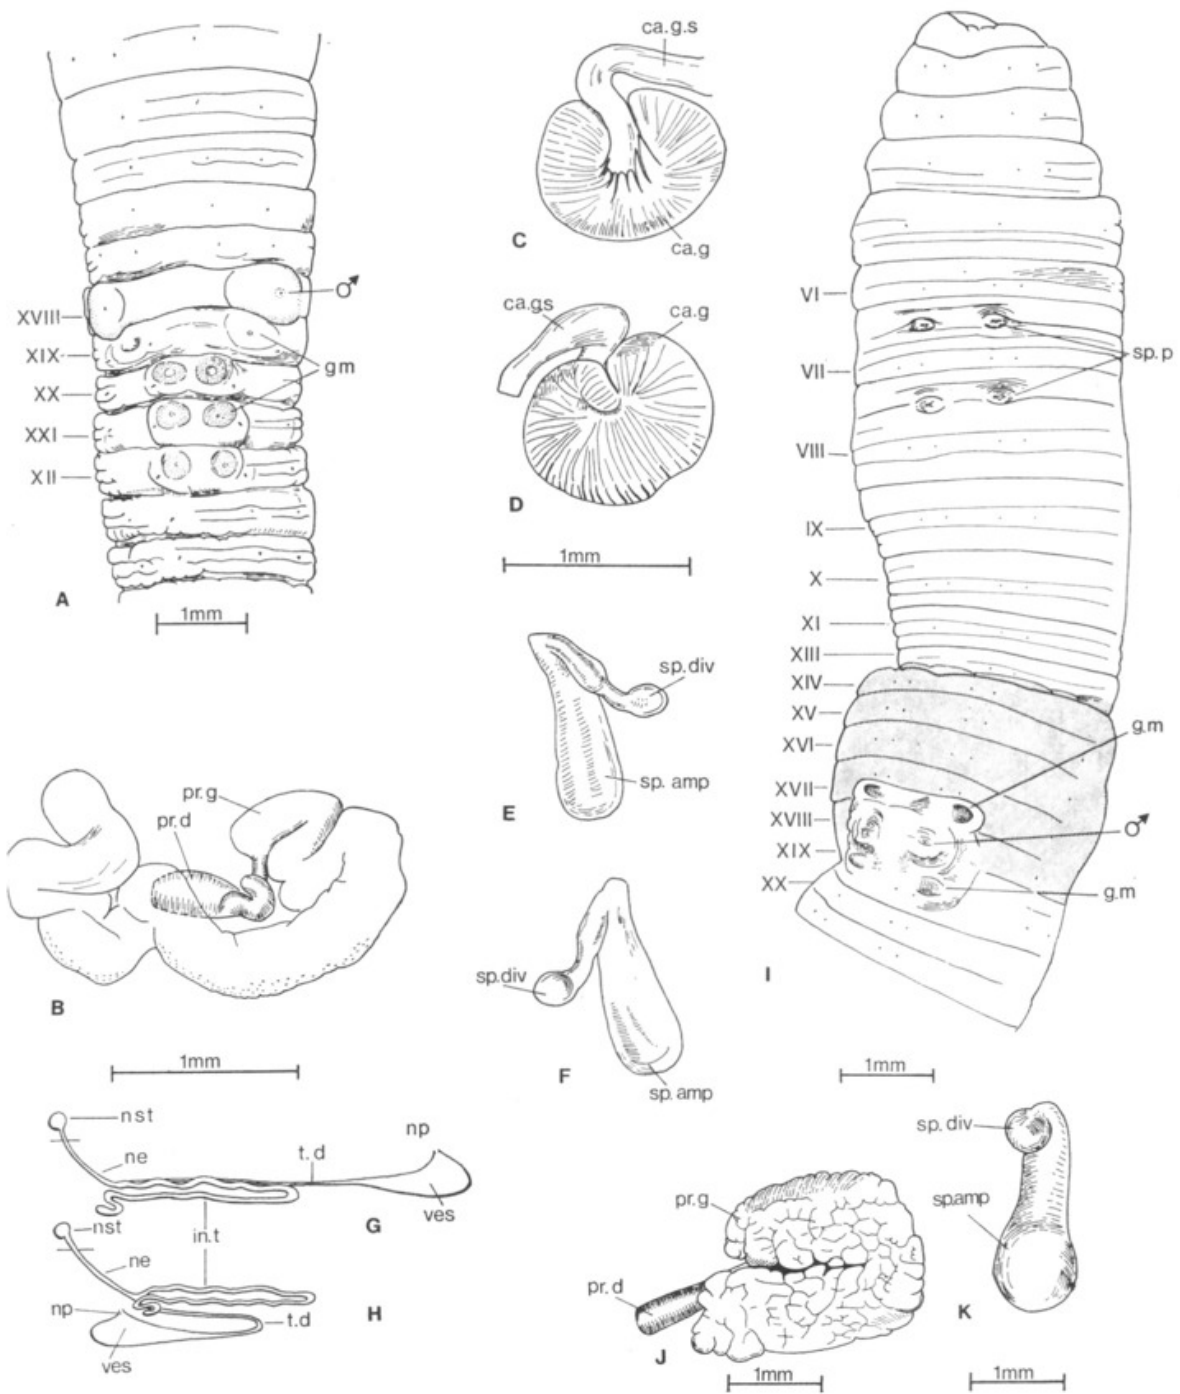 ♂
XVIII
XIX
gm
XX
XXI
XII
A
1mm
ca.g.s
C
ca.g
ca.gs
ca.g
D
1mm
sp.div
sp. amp
E
sp.div
sp. amp
F
pr.g
pr.d
B
1mm
nst
ne
t.d
np
ves
G
in.t
nst
ne
np
t.d
ves
H
VI
sp.p
VII
VIII
IX
X
XI
XIII
XIV
XV
XVI
XVII
XVIII
XIX
XX
g.m
♂
g.m
I
1mm
pr.g
pr.d
J
1mm
sp. div
sp.amp
K
1mm